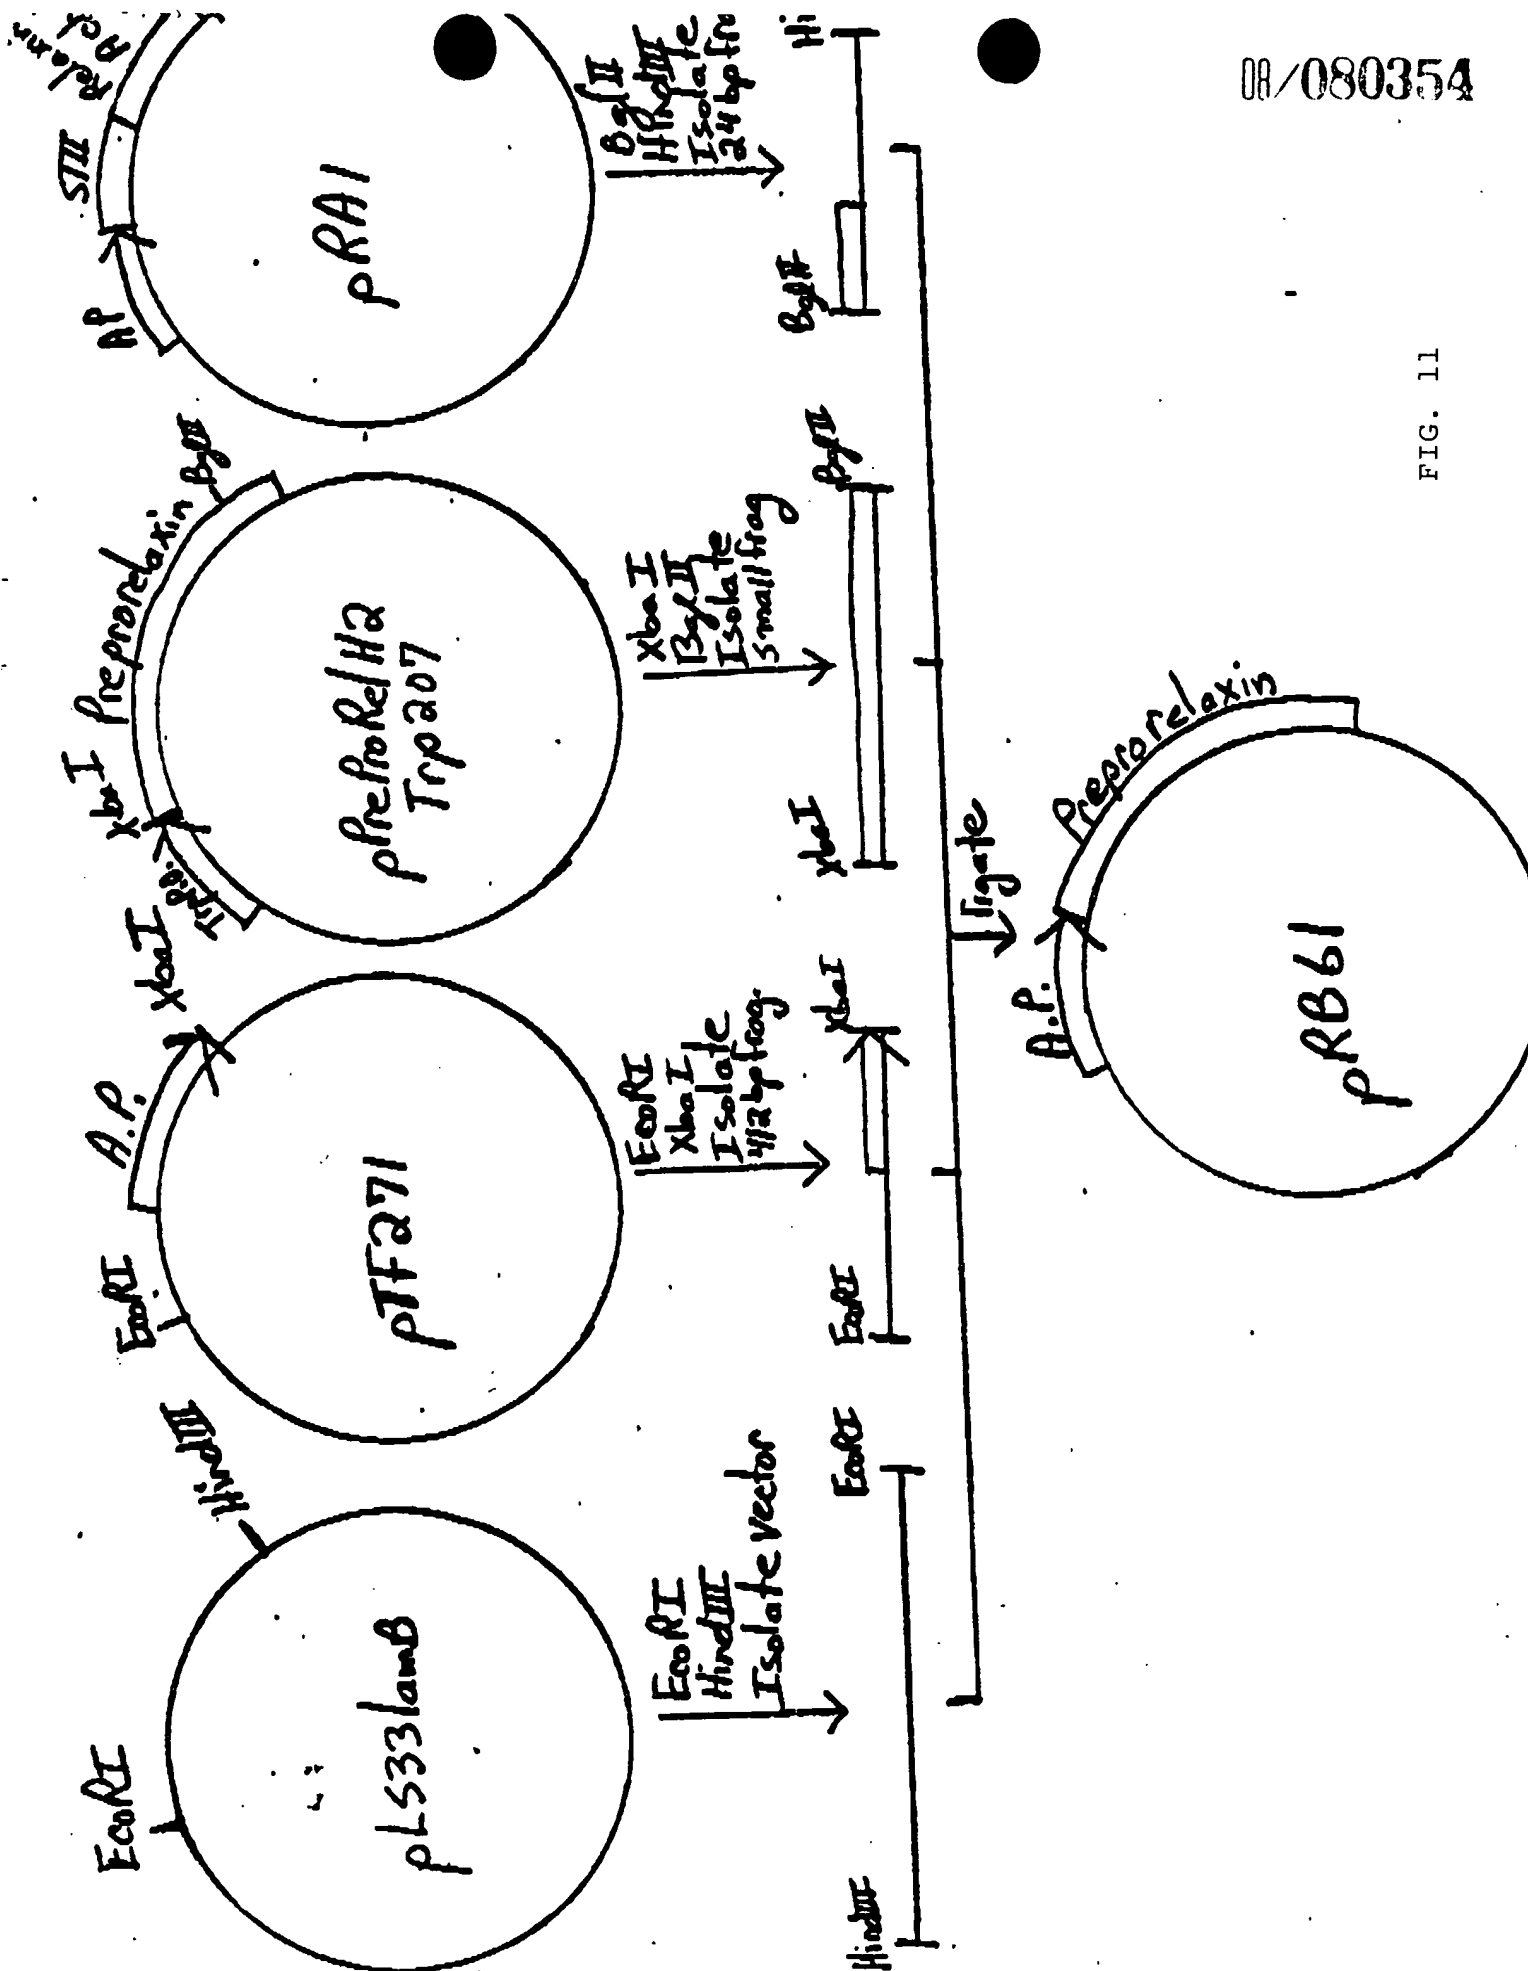 08/080354
EcoRI
HindIII
pLS33lamB
EcoRI
HindIII
Isolate vector
HindIII
EcoRI
EcoRI
A.P.
XbaI
pTF271
EcoRI
XbaI
Isolate
412 bp frag.
EcoRI
XbaI
XbaI
Preprorelaxin
BglII
pPreProRelH2
Trp207
XbaI
BglII
Isolate
small frag
XbaI
BglII
AP
STII
pRA1
BglII
HindIII
Isolate
BglII
Ligate
A.P.
Preprorelaxin
pRB61
FIG. 11